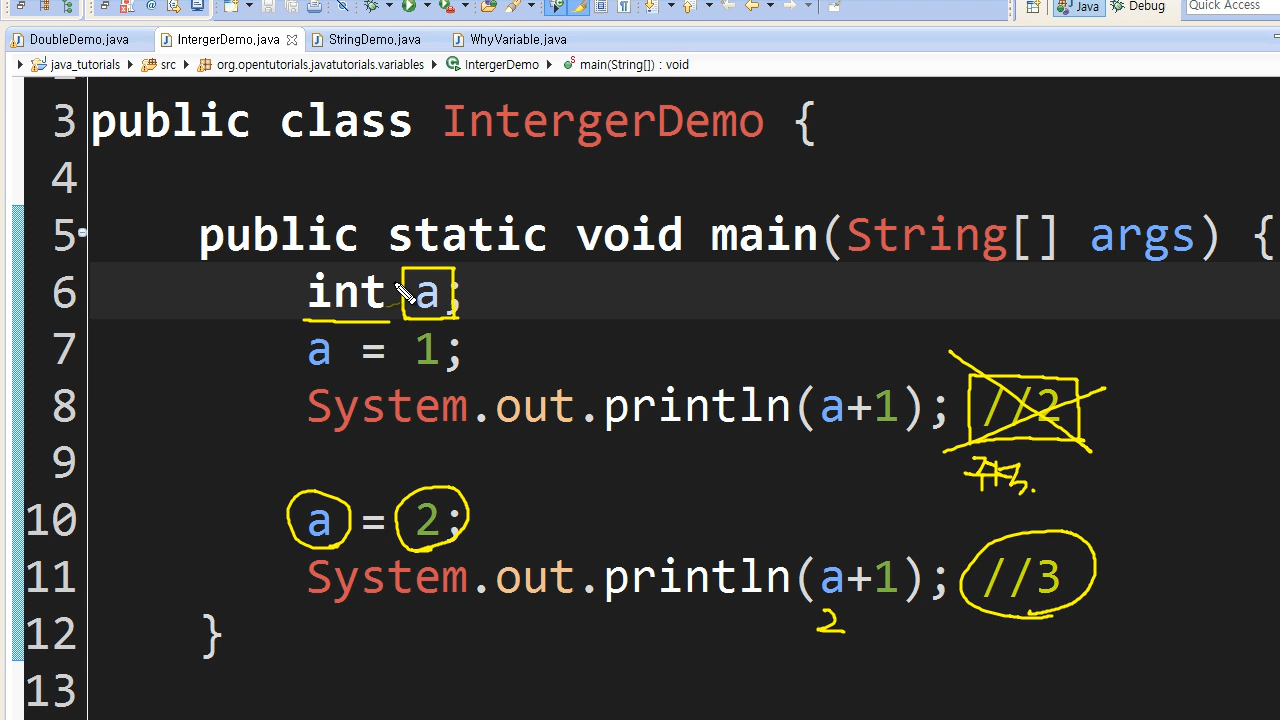 Java Debug Quick Access
DoubleDemo.java IntergerDemo.java StringDemo.java WhyVariable.java
java_tutorials src org.opentutorials.javatutorials.variables IntergerDemo main(String[]) : void
3 public class IntergerDemo {
4
5 public static void main(String[] args) {
6 int a;
7 a = 1;
8 System.out.println(a+1); //2
9
10 a = 2;
11 System.out.println(a+1); //3
2
12 }
13